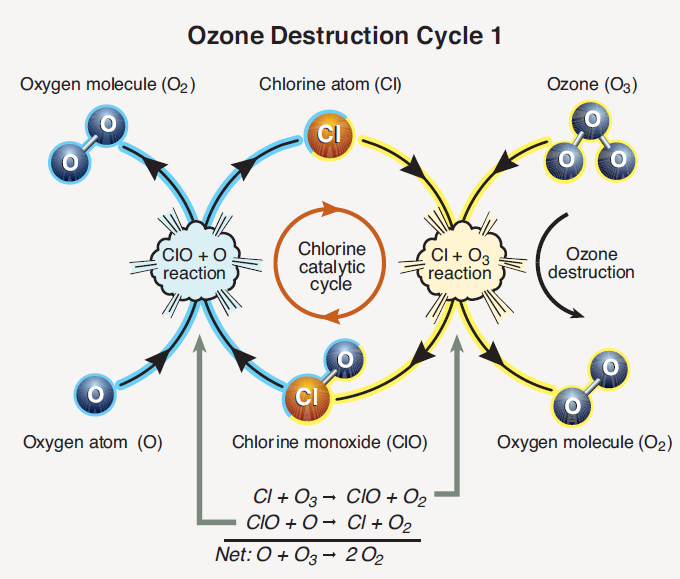 Ozone Destruction Cycle 1
Oxygen molecule (O₂)
Chlorine atom (Cl)
Ozone (O₃)
O
O
Cl
O
O
O
ClO + O
reaction
Chlorine
catalytic
cycle
Cl + O₃
reaction
Ozone
destruction
O
Cl
O
O
O
Oxygen atom (O)
Chlorine monoxide (ClO)
Oxygen molecule (O₂)
Cl + O₃ → ClO + O₂
ClO + O → Cl + O₂
Net: O + O₃ → 2 O₂